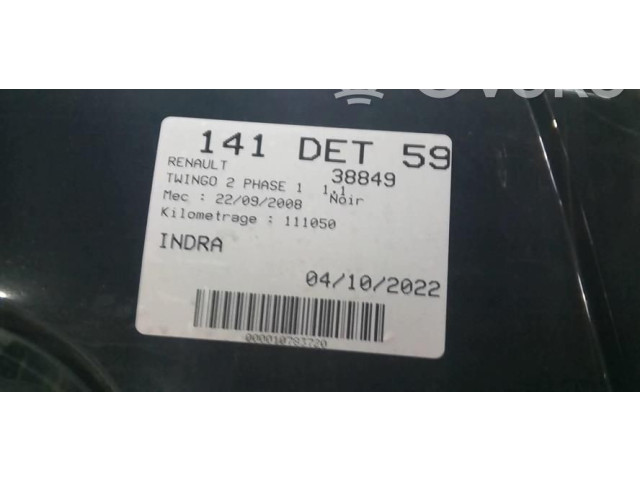 141 DET 59
RENAULT 38849
TWINGO 2 PHASE 1 1.1
Mec : 22/09/2008 Noir
Kilometrage : 111050
INDRA
04/10/2022
000010783720